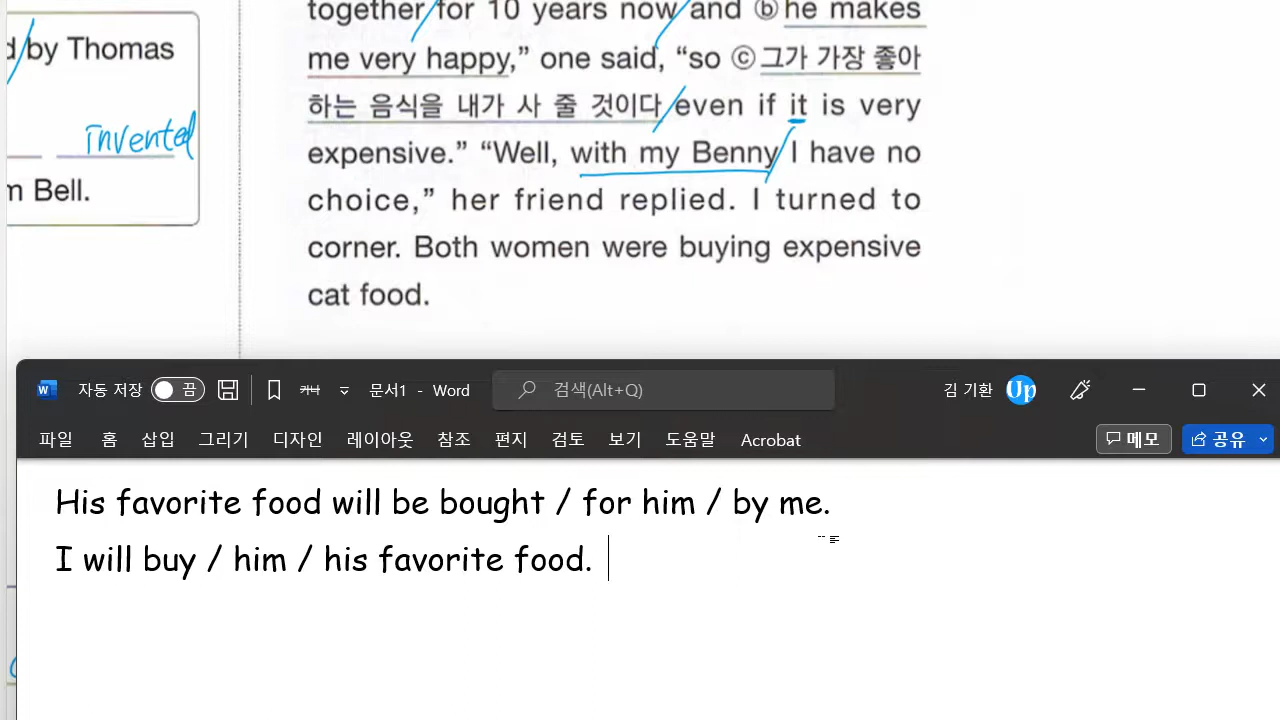 together for 10 years now and ⓑ he makes
d by Thomas
me very happy,” one said, “so ⓒ 그가 가장 좋아
하는 음식을 내가 사 줄 것이다 even if it is very
invented
expensive.” “Well, with my Benny I have no
m Bell.
choice,” her friend replied. I turned to
corner. Both women were buying expensive
cat food.
자동 저장 끔 가나 문서1 - Word 검색(Alt+Q) 김 기환 Up
파일 홈 삽입 그리기 디자인 레이아웃 참조 편지 검토 보기 도움말 Acrobat 메모 공유
His favorite food will be bought / for him / by me.
I will buy / him / his favorite food.